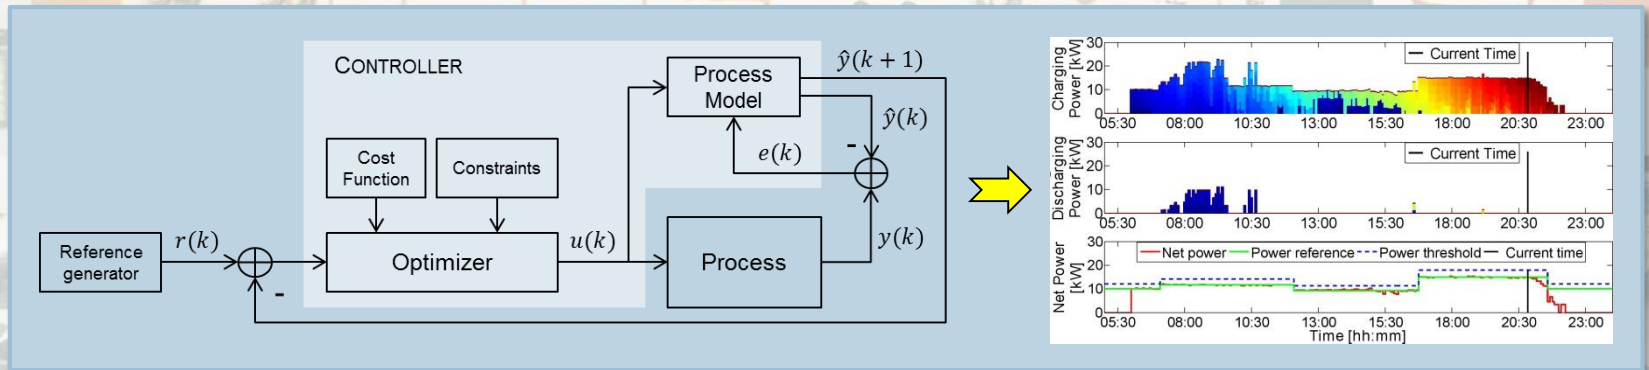 CONTROLLER
Process
Model
ŷ(k + 1)
ŷ(k)
-
e(k)
Cost
Function
Constraints
Reference
generator
r(k)
-
Optimizer
u(k)
Process
y(k)
Charging
Power [kW]
30
20
10
0
Current Time
05:30 08:00 10:30 13:00 15:30 18:00 20:30 23:00
Discharging
Power [kW]
30
20
10
0
Current Time
05:30 08:00 10:30 13:00 15:30 18:00 20:30 23:00
Net Power
[kW]
30
20
10
0
Net power Power reference Power threshold Current time
05:30 08:00 10:30 13:00 15:30 18:00 20:30 23:00
Time [hh:mm]